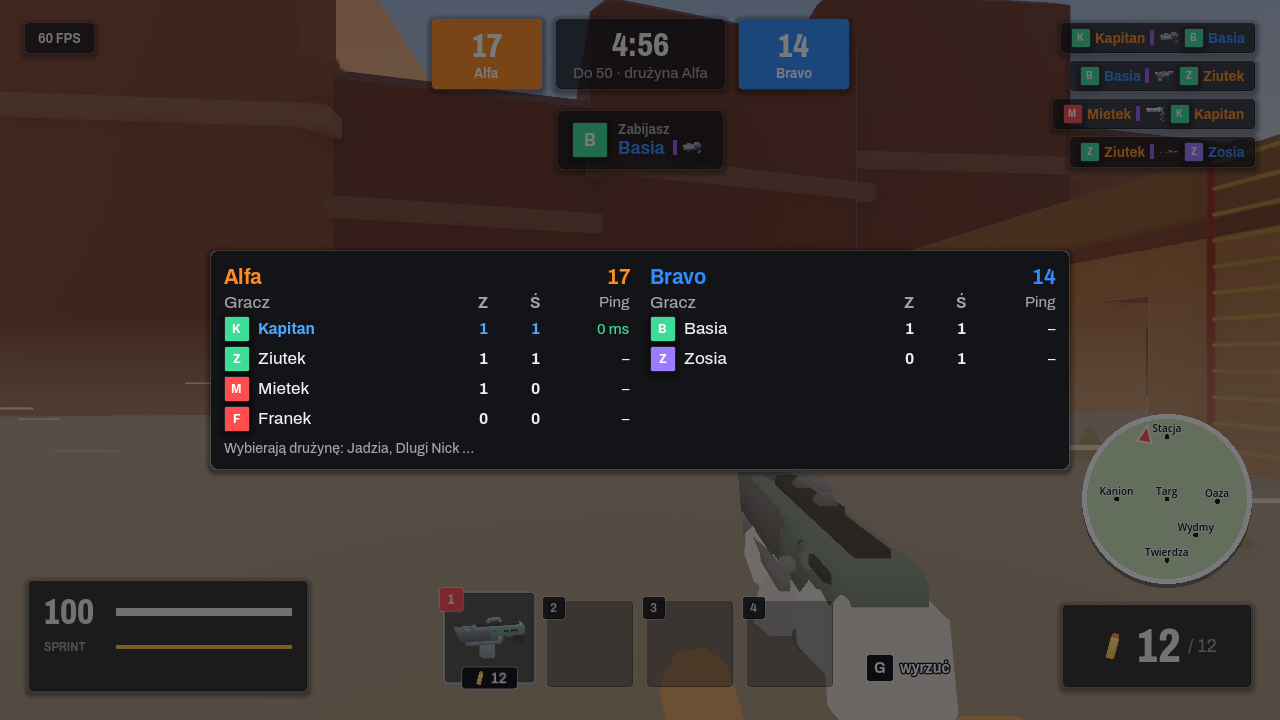 60 FPS
17
Alfa
4:56
Do 50 · drużyna Alfa
14
Bravo
K Kapitan B Basia
B Basia Z Ziutek
M Mietek K Kapitan
Z Ziutek Z Zosia
B
Zabijasz
Basia
Alfa 17
Gracz Z Ś Ping
K Kapitan 1 1 0 ms
Z Ziutek 1 1 –
M Mietek 1 0 –
F Franek 0 0 –
Wybierają drużynę: Jadzia, Dlugi Nick ...
Bravo 14
Gracz Z Ś Ping
B Basia 1 1 –
Z Zosia 0 1 –
Stacja
Kanion Targ Oaza
Wydmy
Twierdza
100
SPRINT
1
12
2
3
4
G wyrzuć
12 / 12